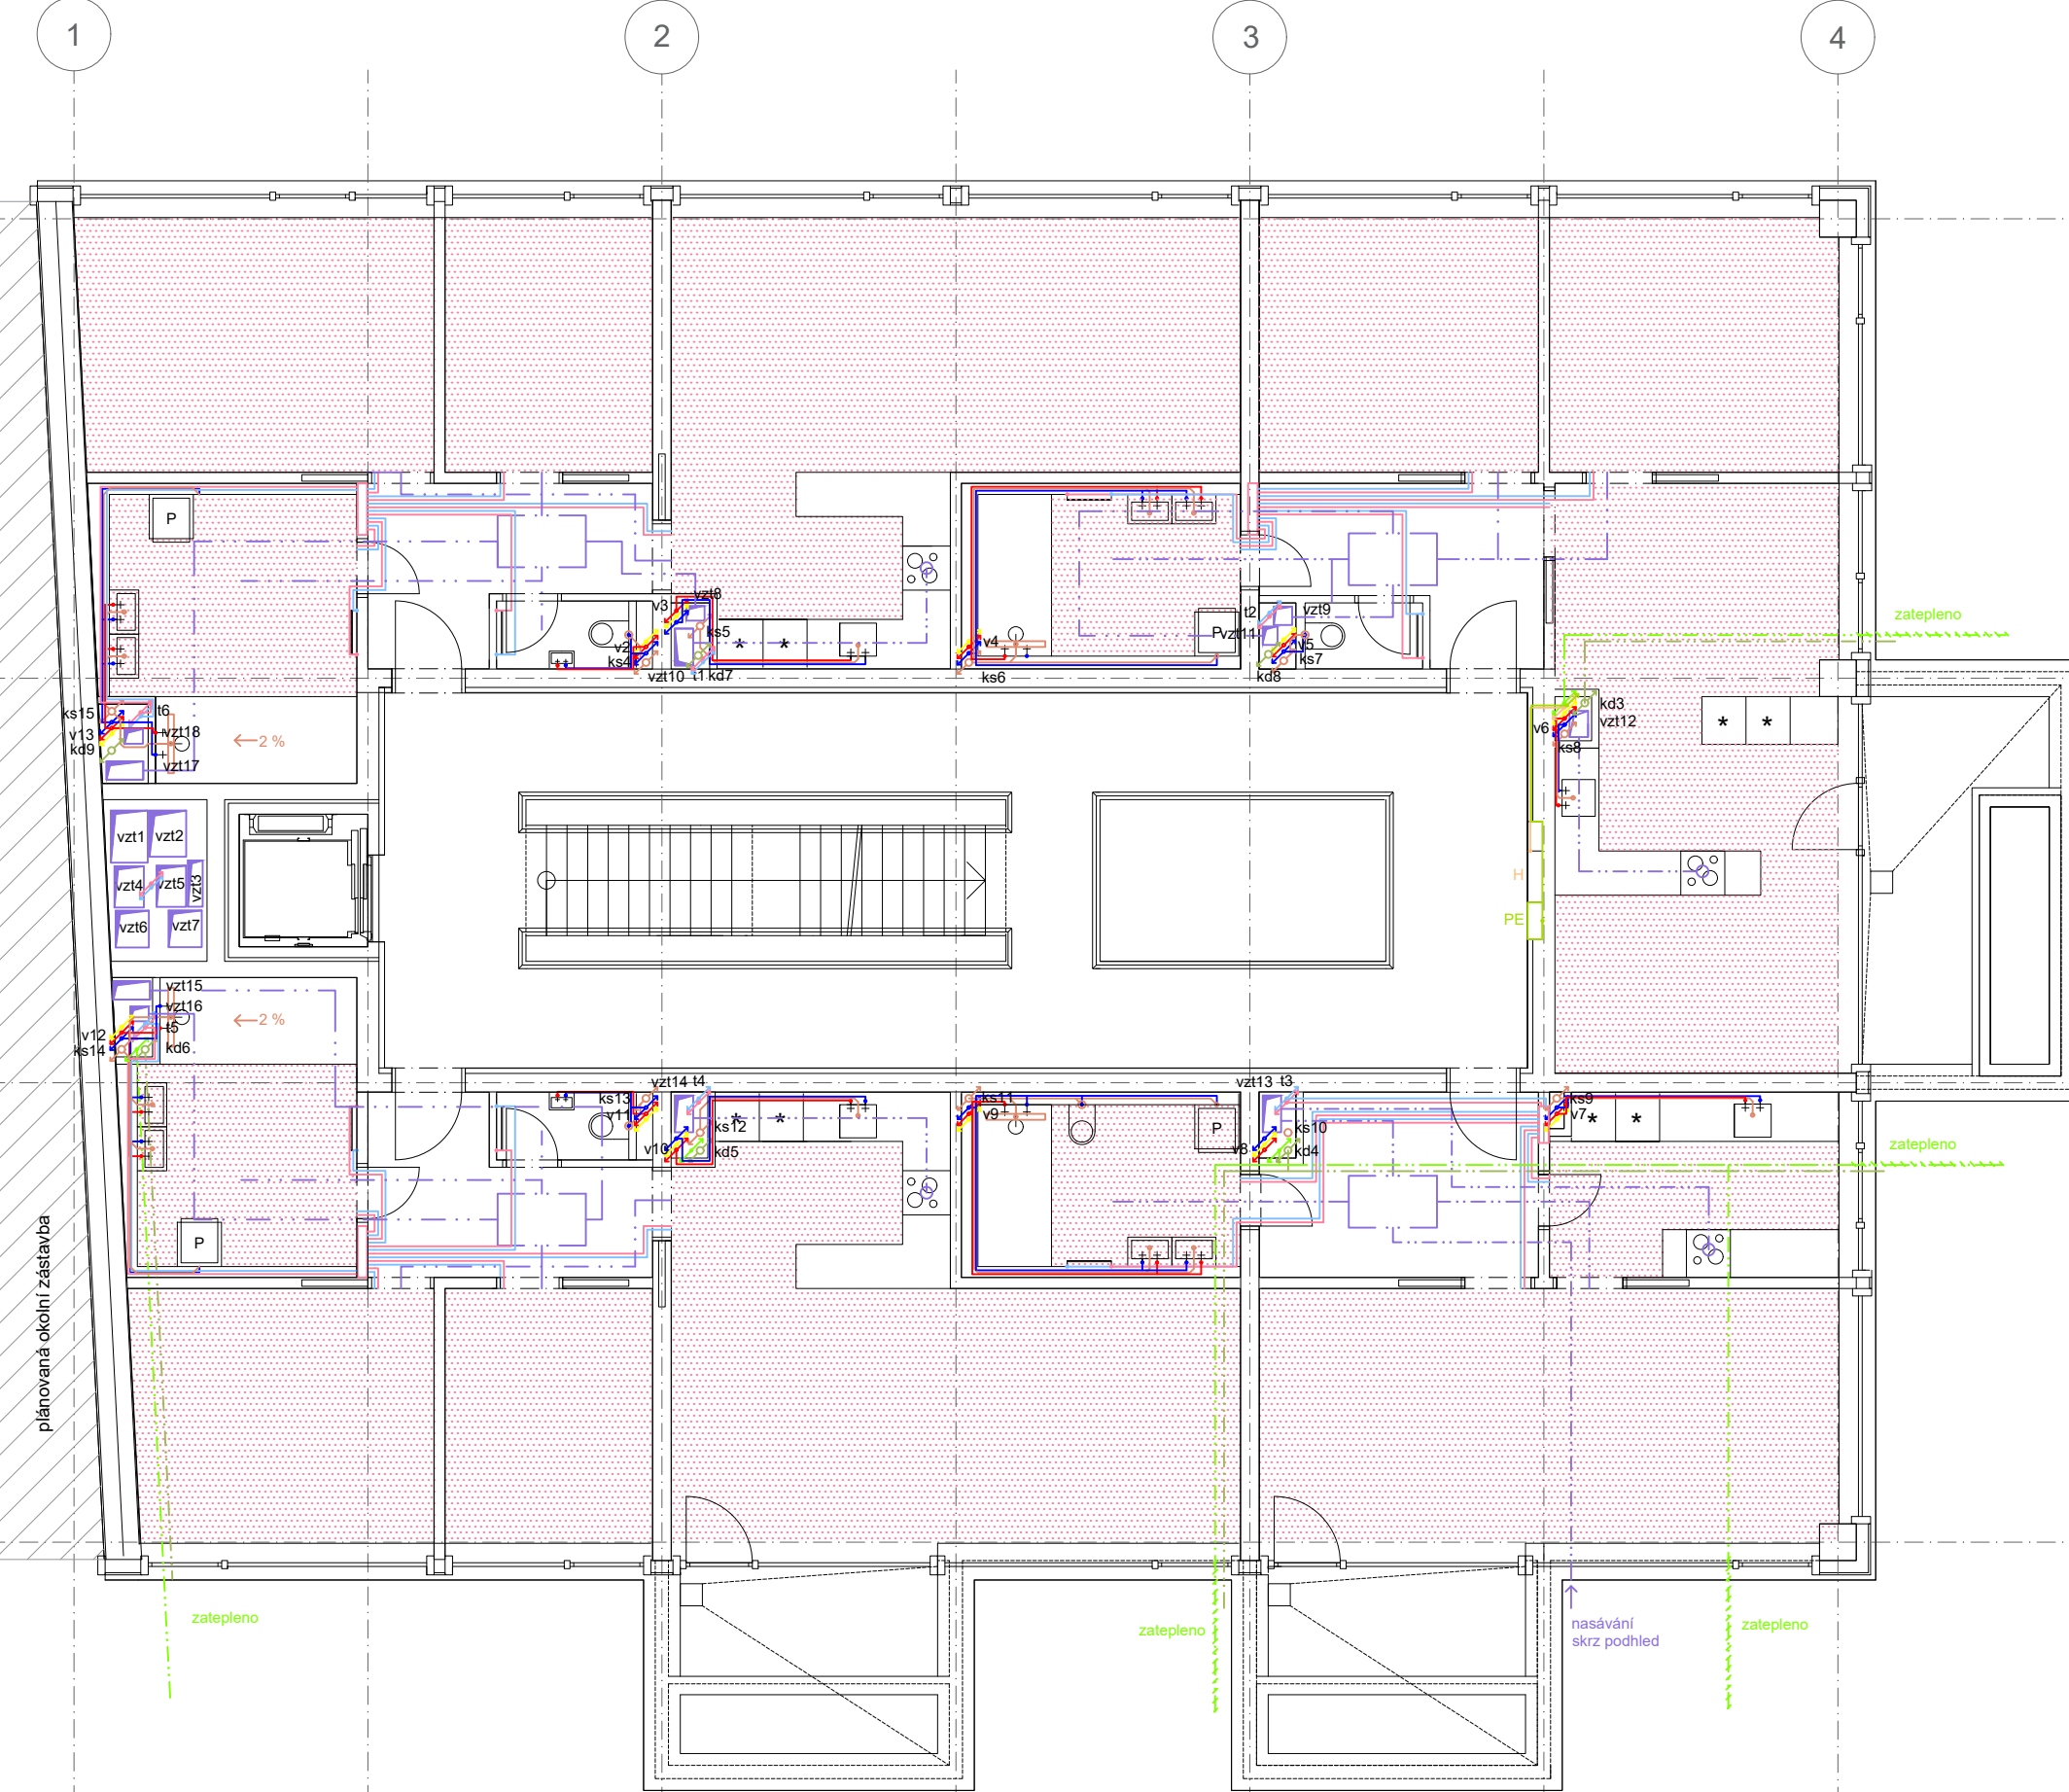 1
2
3
4
zatepleno
P
vzt8
v3
ks5
v2
ks4
vzt10
t1
kd7
*
*
v4
ks6
P
t2
vzt9
vzt11
v5
ks7
kd8
ks15
t6
v13
vzt18
kd9
vzt17
2 %
kd3
vzt12
v6
ks8
*
*
vzt1
vzt2
vzt4
vzt5
vzt3
vzt6
vzt7
H
PE
vzt15
vzt16
v12
t5
ks14
kd6
2 %
vzt14
t4
ks13
v11
ks12
v10
kd5
*
*
ks11
v9
P
vzt13
t3
ks10
v8
kd4
ks9
v7
*
*
zatepleno
P
plánovaná okolní zástavba
zatepleno
zatepleno
nasávání
skrz podhled
zatepleno